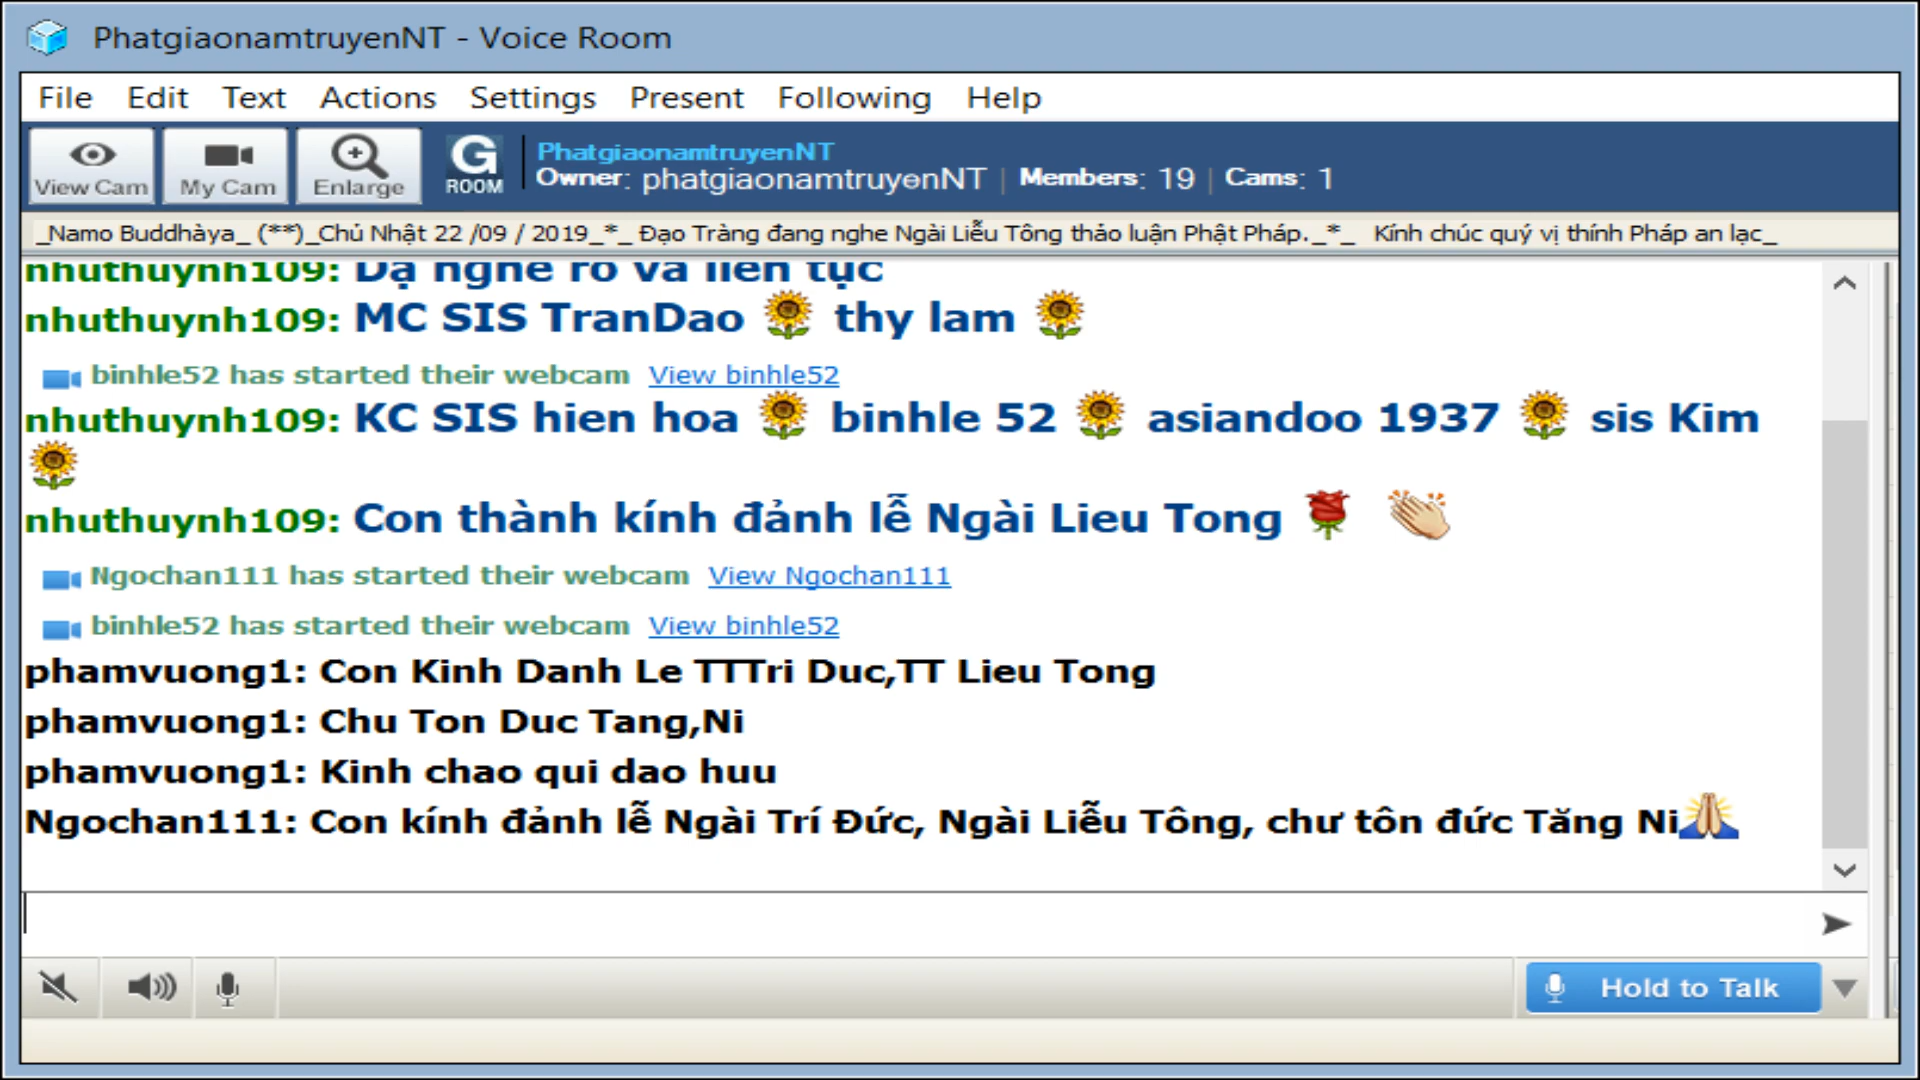 PhatgiaonamtruyenNT - Voice Room
File Edit Text Actions Settings Present Following Help
View Cam My Cam Enlarge G ROOM
PhatgiaonamtruyenNT
Owner: phatgiaonamtruyenNT | Members: 19 | Cams: 1
_Namo Buddhàya_ (**)_Chủ Nhật 22 /09 / 2019_*_ Đạo Tràng đang nghe Ngài Liễu Tông thảo luận Phật Pháp._*_ Kính chúc quý vị thính Pháp an lạc_
nhuthuynh109: Dạ nghe rõ và liên tục
nhuthuynh109: MC SIS TranDao 🌻 thy lam 🌻
binhle52 has started their webcam View binhle52
nhuthuynh109: KC SIS hien hoa 🌻 binhle 52 🌻 asiandoo 1937 🌻 sis Kim
🌻
nhuthuynh109: Con thành kính đảnh lễ Ngài Lieu Tong 🌹 👏
Ngochan111 has started their webcam View Ngochan111
binhle52 has started their webcam View binhle52
phamvuong1: Con Kinh Danh Le TTTri Duc,TT Lieu Tong
phamvuong1: Chu Ton Duc Tang,Ni
phamvuong1: Kinh chao qui dao huu
Ngochan111: Con kính đảnh lễ Ngài Trí Đức, Ngài Liễu Tông, chư tôn đức Tăng Ni🙏
Hold to Talk